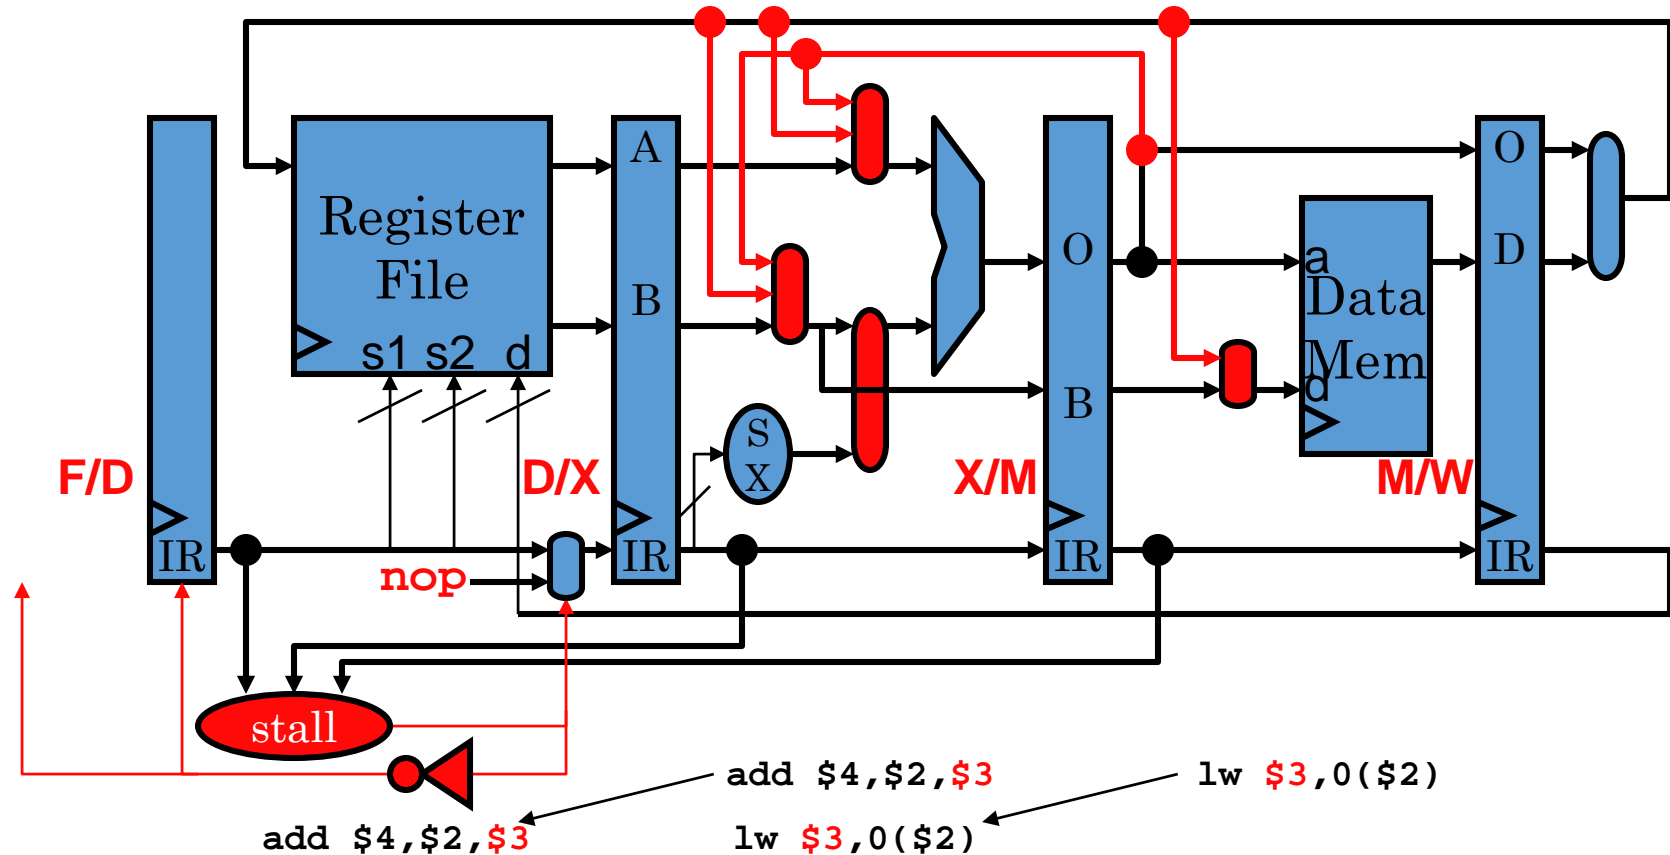 A
O
Register
File
O
D
a
Data
Mem
d
B
s1 s2 d
S
X
B
F/D
D/X
X/M
M/W
IR
IR
IR
IR
nop
stall
add $4,$2,$3
lw $3,0($2)
add $4,$2,$3
lw $3,0($2)